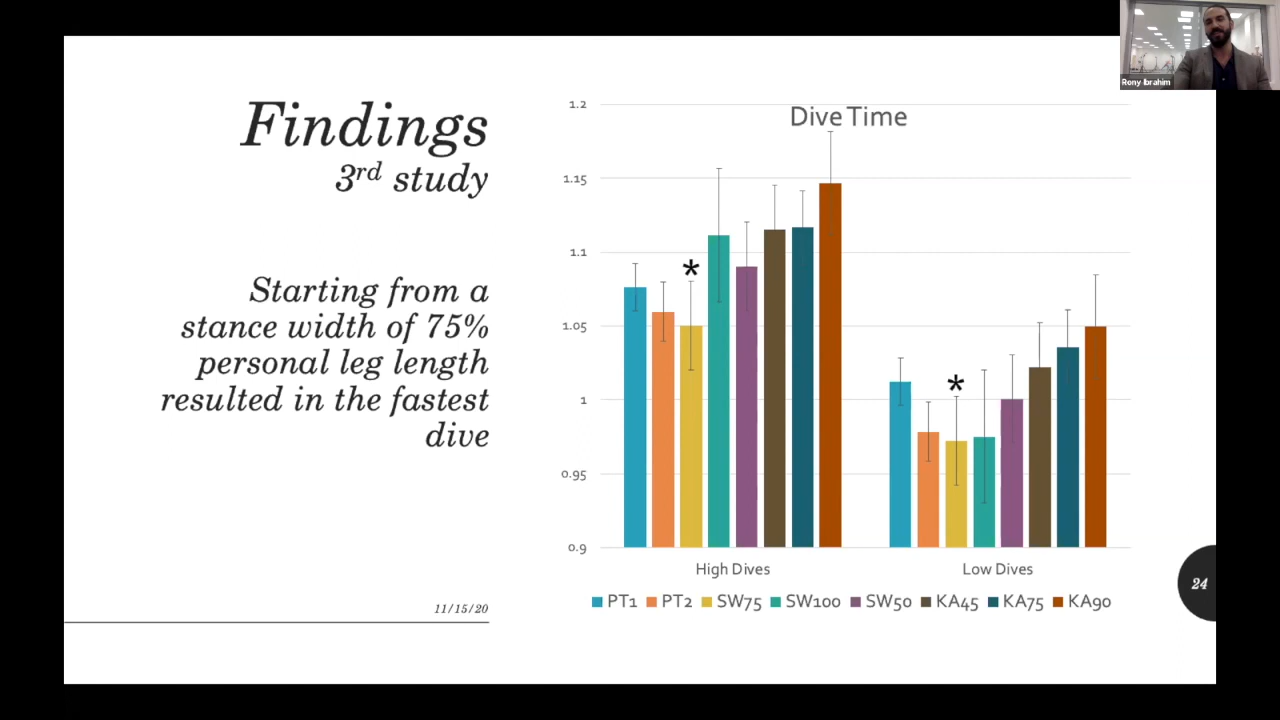 Rony Ibrahim
Findings
3rd study
Starting from a
stance width of 75%
personal leg length
resulted in the fastest
dive
11/15/20
Dive Time
1.2
1.15
1.1
1.05
1
0.95
0.9
*
*
High Dives
Low Dives
PT1 PT2 SW75 SW100 SW50 KA45 KA75 KA90
24